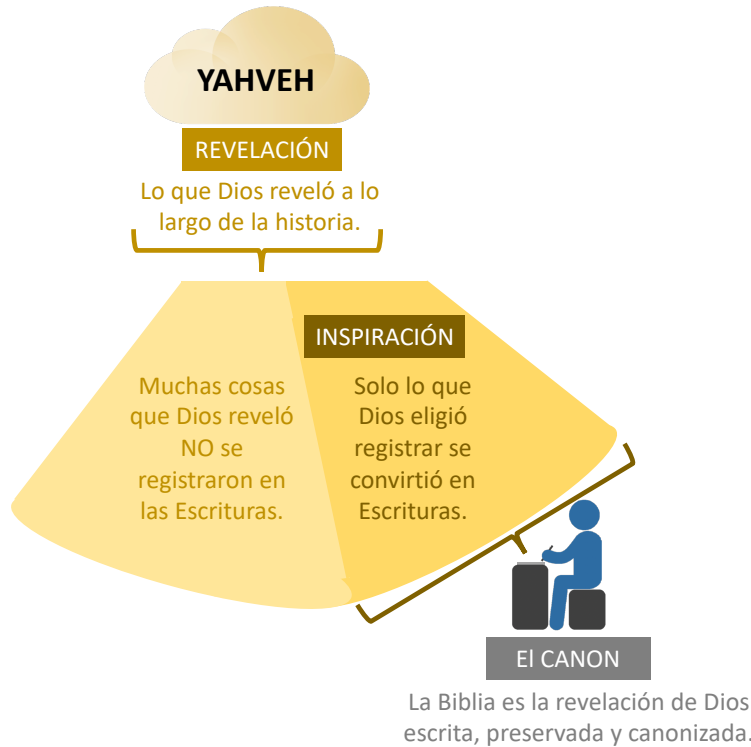 YAHVEH
REVELACIÓN
Lo que Dios reveló a lo
largo de la historia.
INSPIRACIÓN
Muchas cosas
que Dios reveló
NO se
registraron en
las Escrituras.
Solo lo que
Dios eligió
registrar se
convirtió en
Escrituras.
El CANON
La Biblia es la revelación de Dios
escrita, preservada y canonizada.